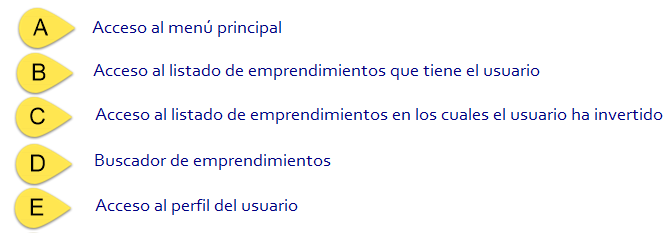 A Acceso al menú principal
B Acceso al listado de emprendimientos que tiene el usuario
C Acceso al listado de emprendimientos en los cuales el usuario ha invertido
D Buscador de emprendimientos
E Acceso al perfil del usuario